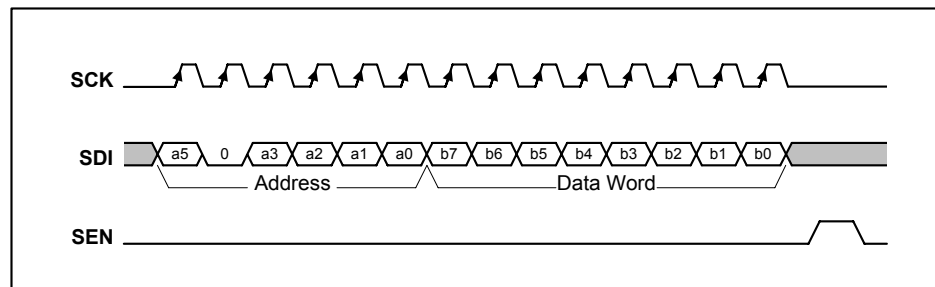 SCK
SDI a5 0 a3 a2 a1 a0 b7 b6 b5 b4 b3 b2 b1 b0
Address Data Word
SEN